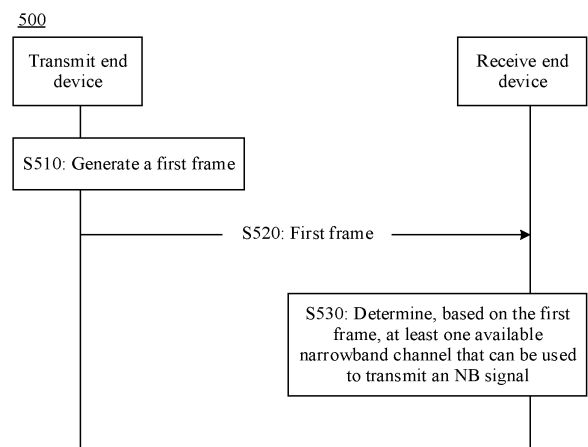 500
Transmit end
device
Receive end
device
S510: Generate a first frame
S520: First frame
S530: Determine, based on the first
frame, at least one available
narrowband channel that can be used
to transmit an NB signal